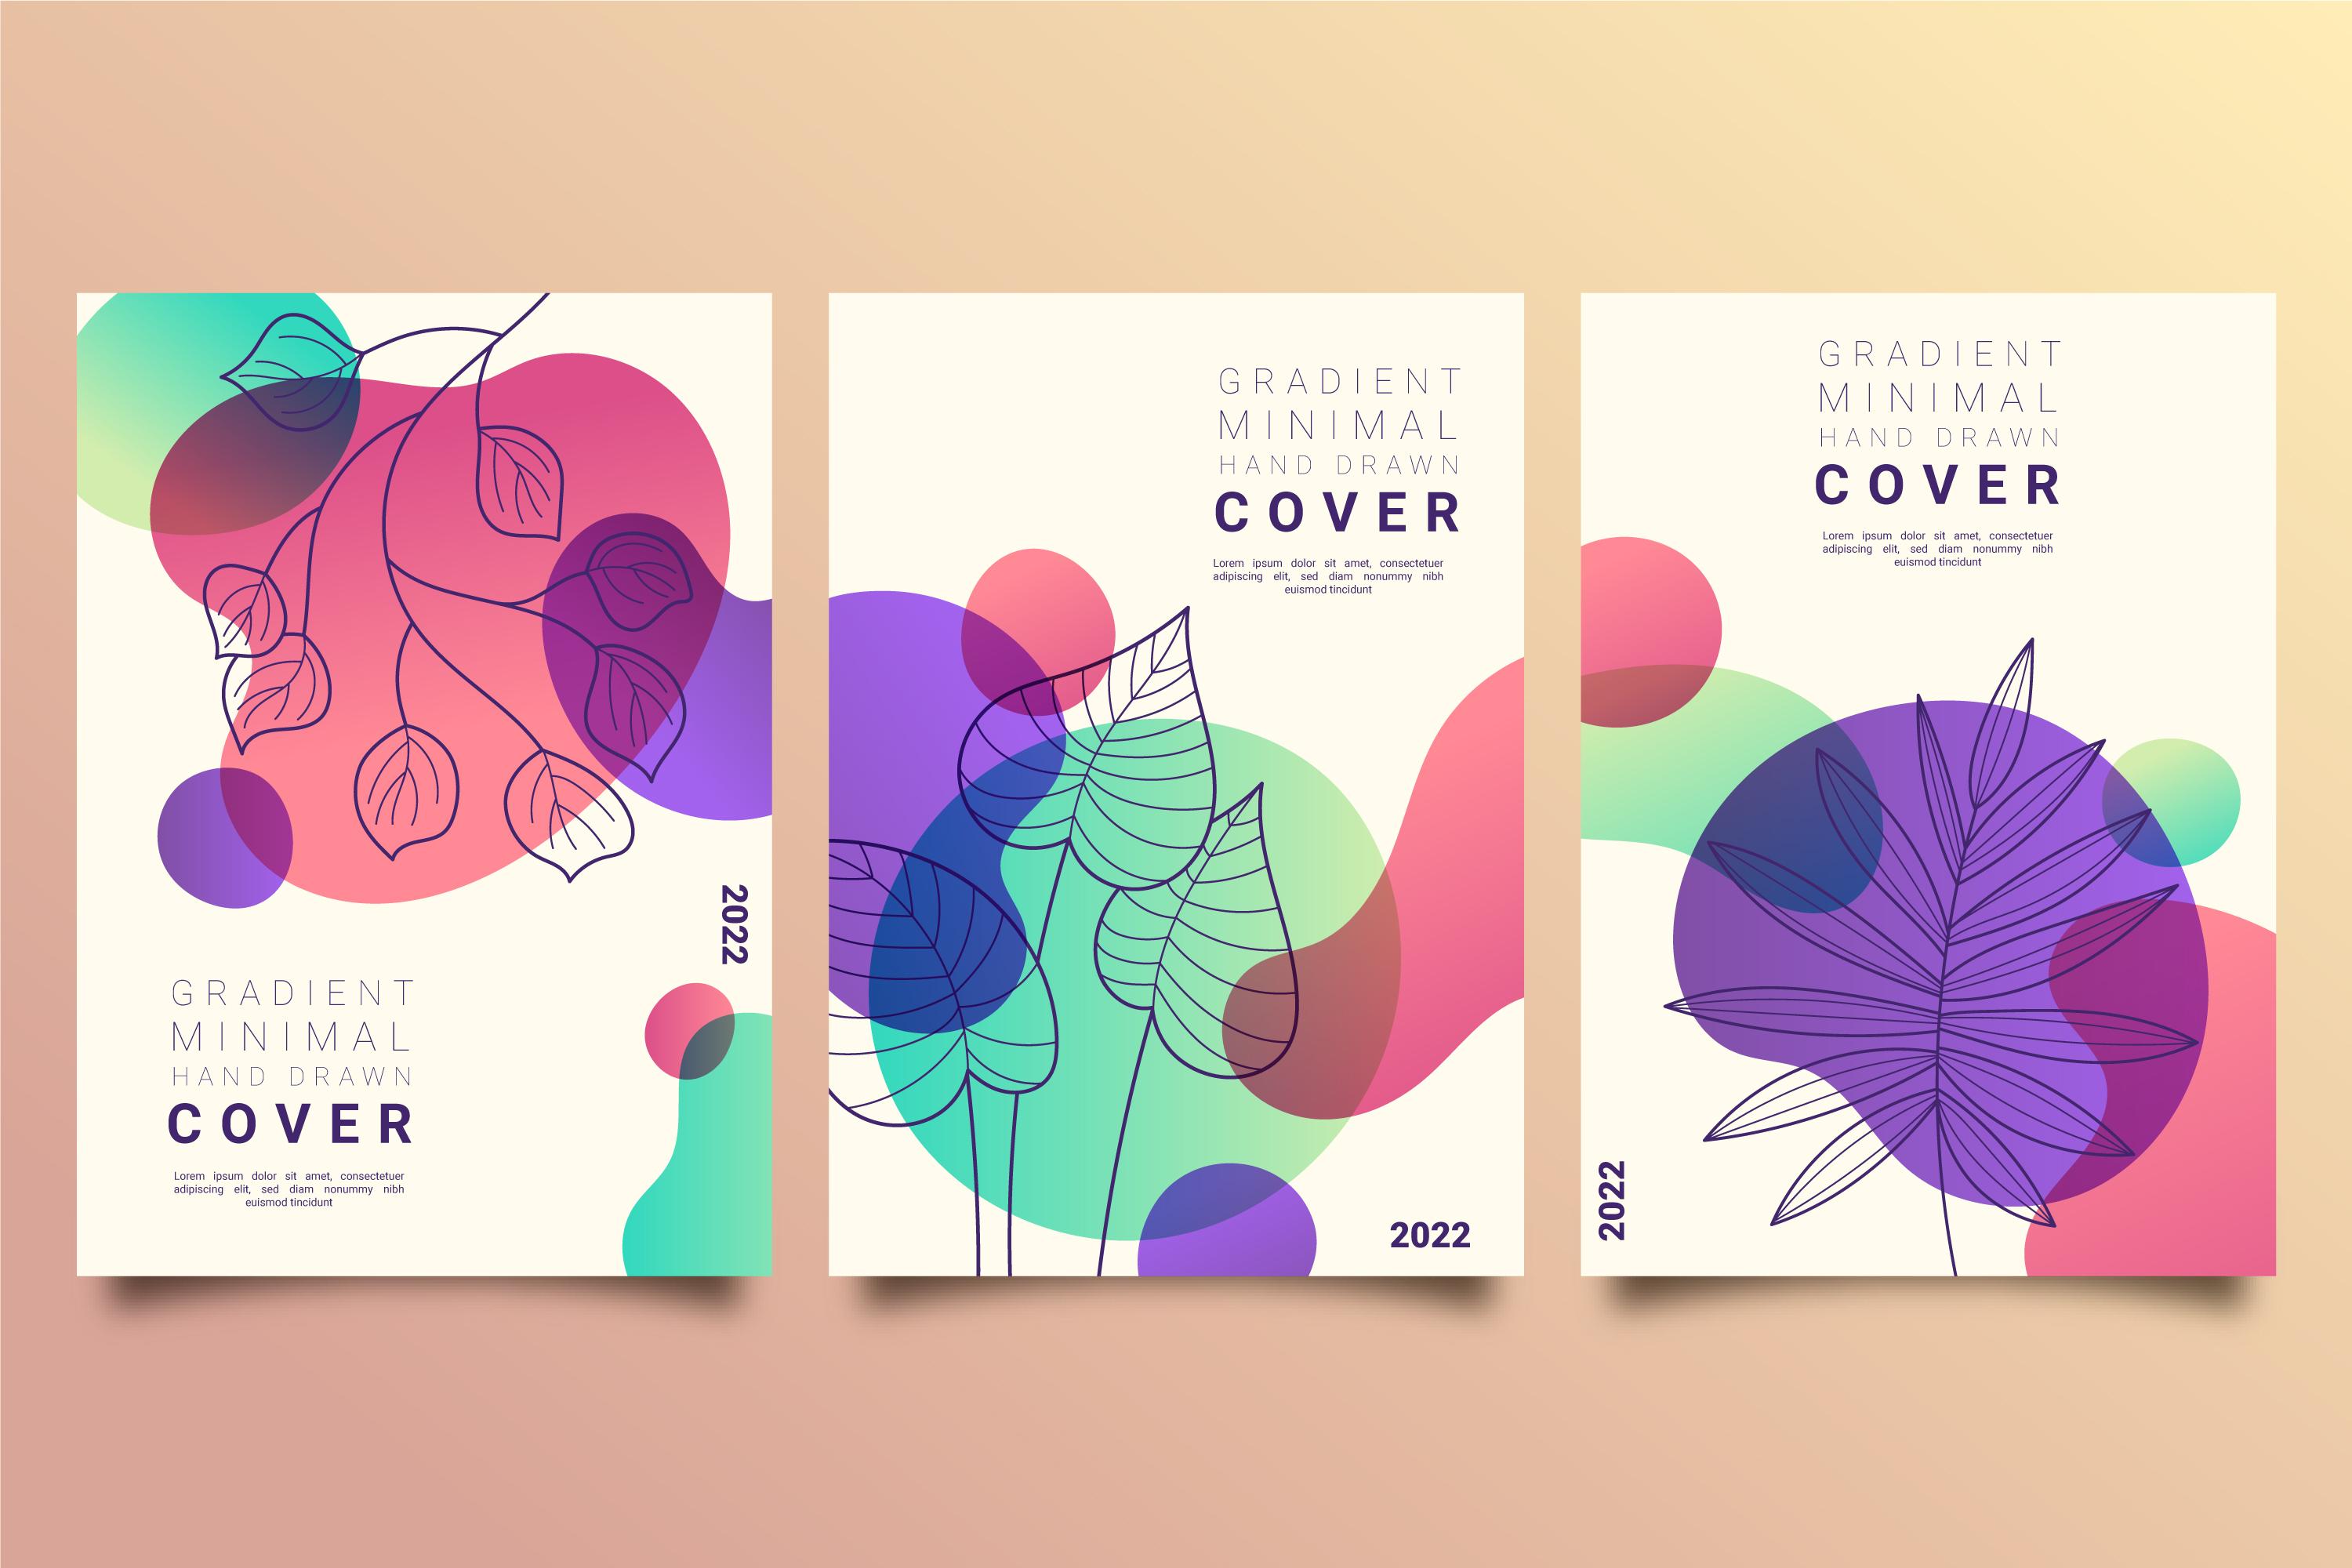 2022
GRADIENT
MINIMAL
HAND DRAWN
COVER
Lorem ipsum dolor sit amet, consectetuer
adipiscing elit, sed diam nonummy nibh
euismod tincidunt
GRADIENT
MINIMAL
HAND DRAWN
COVER
Lorem ipsum dolor sit amet, consectetuer
adipiscing elit, sed diam nonummy nibh
euismod tincidunt
2022
GRADIENT
MINIMAL
HAND DRAWN
COVER
Lorem ipsum dolor sit amet, consectetuer
adipiscing elit, sed diam nonummy nibh
euismod tincidunt
2022